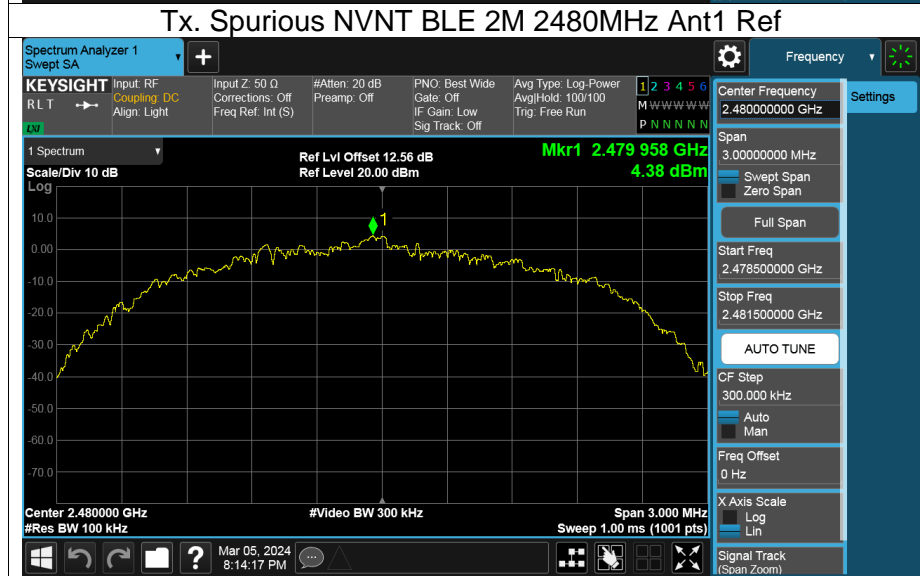 Tx. Spurious NVNT BLE 2M 2480MHz Ant1 Ref
Spectrum Analyzer 1
Swept SA
+
Frequency
KEYSIGHT
R L T
LXI
Input: RF
Coupling: DC
Align: Light
Input Z: 50 Ω
Corrections: Off
Freq Ref: Int (S)
#Atten: 20 dB
Preamp: Off
PNO: Best Wide
Gate: Off
IF Gain: Low
Sig Track: Off
Avg Type: Log-Power
Avg|Hold: 100/100
Trig: Free Run
1 2 3 4 5 6
M W W W W W
P N N N N N
1 Spectrum
Scale/Div 10 dB
Log
Ref Lvl Offset 12.56 dB
Ref Level 20.00 dBm
Mkr1 2.479 958 GHz
4.38 dBm
1
10.0
0.00
-10.0
-20.0
-30.0
-40.0
-50.0
-60.0
-70.0
Center 2.480000 GHz
#Res BW 100 kHz
#Video BW 300 kHz
Span 3.000 MHz
Sweep 1.00 ms (1001 pts)
Center Frequency
2.480000000 GHz
Settings
Span
3.00000000 MHz
Swept Span
Zero Span
Full Span
Start Freq
2.478500000 GHz
Stop Freq
2.481500000 GHz
AUTO TUNE
CF Step
300.000 kHz
Auto
Man
Freq Offset
0 Hz
X Axis Scale
Log
Lin
Signal Track
(Span Zoom)
?
Mar 05, 2024
8:14:17 PM